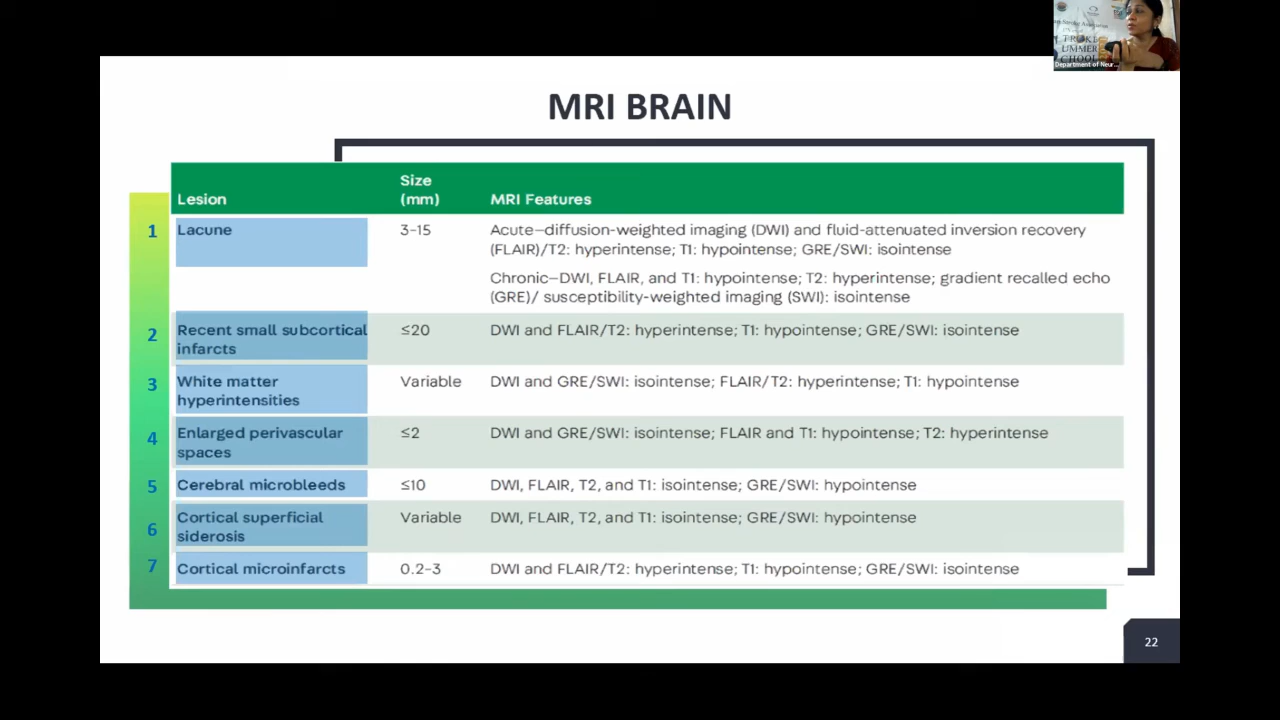 TROKE
UMMER
CHOOL
Department of Neur...
MRI BRAIN
Lesion Size (mm) MRI Features
1 Lacune 3-15 Acute—diffusion-weighted imaging (DWI) and fluid-attenuated inversion recovery
(FLAIR)/T2: hyperintense; T1: hypointense; GRE/SWI: isointense
Chronic—DWI, FLAIR, and T1: hypointense; T2: hyperintense; gradient recalled echo
(GRE)/ susceptibility-weighted imaging (SWI): isointense
2 Recent small subcortical infarcts ≤20 DWI and FLAIR/T2: hyperintense; T1: hypointense; GRE/SWI: isointense
3 White matter hyperintensities Variable DWI and GRE/SWI: isointense; FLAIR/T2: hyperintense; T1: hypointense
4 Enlarged perivascular spaces ≤2 DWI and GRE/SWI: isointense; FLAIR and T1: hypointense; T2: hyperintense
5 Cerebral microbleeds ≤10 DWI, FLAIR, T2, and T1: isointense; GRE/SWI: hypointense
6 Cortical superficial siderosis Variable DWI, FLAIR, T2, and T1: isointense; GRE/SWI: hypointense
7 Cortical microinfarcts 0.2-3 DWI and FLAIR/T2: hyperintense; T1: hypointense; GRE/SWI: isointense
22